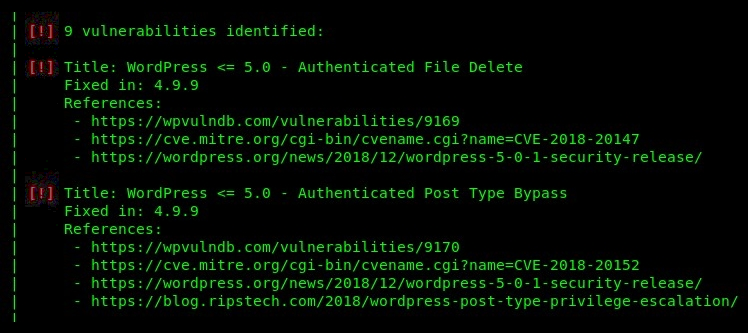 | [!] 9 vulnerabilities identified:
|
| [!] Title: WordPress <= 5.0 - Authenticated File Delete
|     Fixed in: 4.9.9
|     References:
|      - https://wpvulndb.com/vulnerabilities/9169
|      - https://cve.mitre.org/cgi-bin/cvename.cgi?name=CVE-2018-20147
|      - https://wordpress.org/news/2018/12/wordpress-5-0-1-security-release/
|
| [!] Title: WordPress <= 5.0 - Authenticated Post Type Bypass
|     Fixed in: 4.9.9
|     References:
|      - https://wpvulndb.com/vulnerabilities/9170
|      - https://cve.mitre.org/cgi-bin/cvename.cgi?name=CVE-2018-20152
|      - https://wordpress.org/news/2018/12/wordpress-5-0-1-security-release/
|      - https://blog.ripstech.com/2018/wordpress-post-type-privilege-escalation/